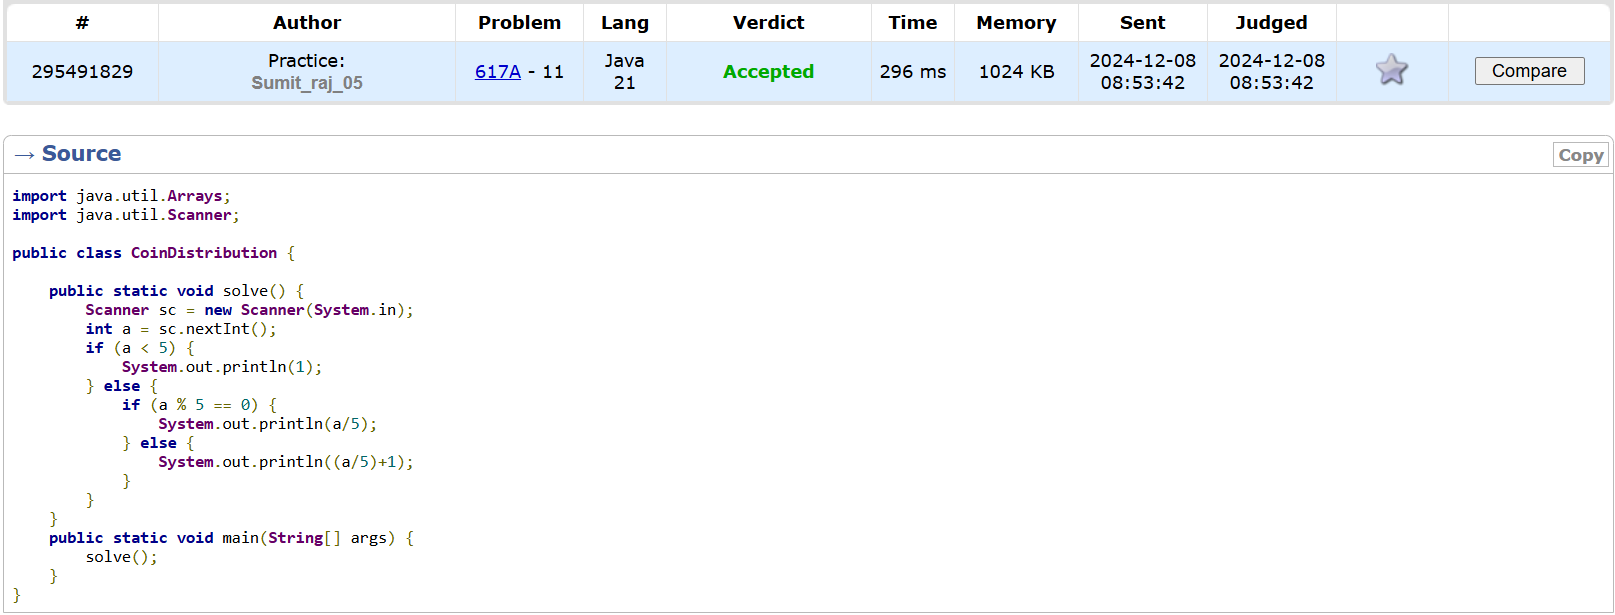 # Author Problem Lang Verdict Time Memory Sent Judged
295491829 Practice: Sumit_raj_05 617A - 11 Java 21 Accepted 296 ms 1024 KB 2024-12-08 08:53:42 2024-12-08 08:53:42 Compare
→ Source Copy
import java.util.Arrays;
import java.util.Scanner;
public class CoinDistribution {
    public static void solve() {
        Scanner sc = new Scanner(System.in);
        int a = sc.nextInt();
        if (a < 5) {
            System.out.println(1);
        } else {
            if (a % 5 == 0) {
                System.out.println(a/5);
            } else {
                System.out.println((a/5)+1);
            }
        }
    }
    public static void main(String[] args) {
        solve();
    }
}